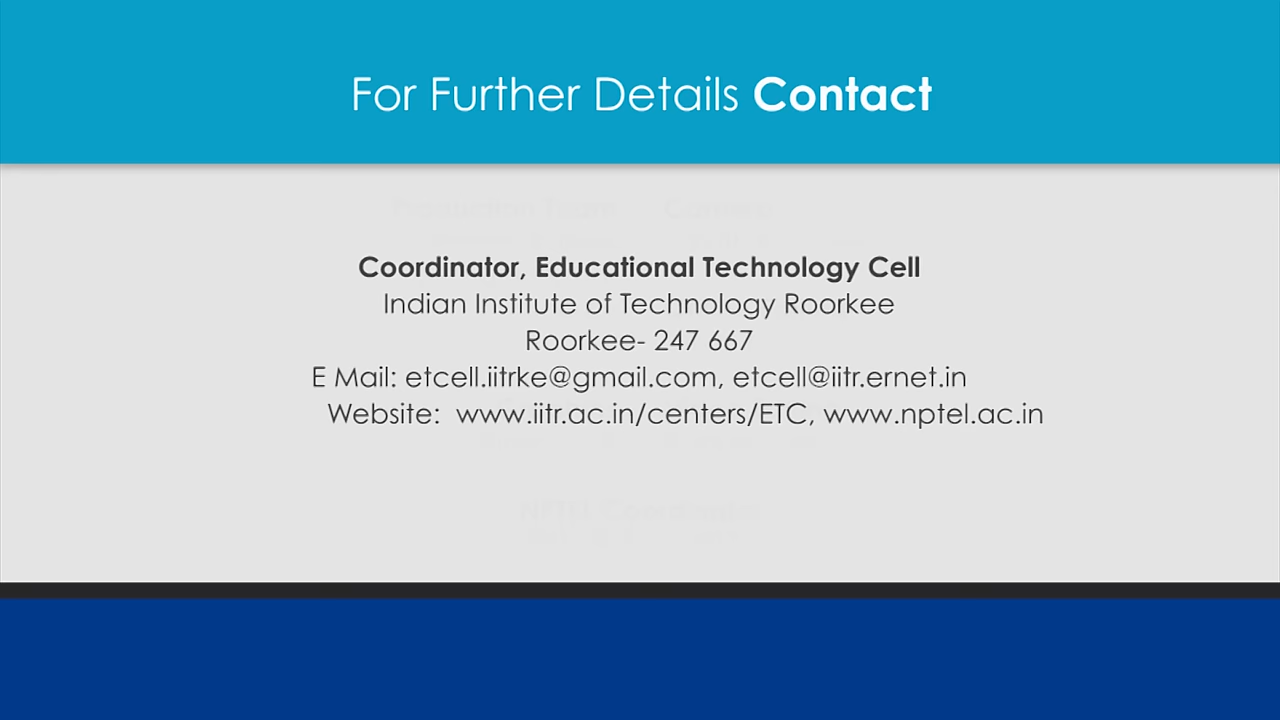 For Further Details Contact
Coordinator, Educational Technology Cell
Indian Institute of Technology Roorkee
Roorkee- 247 667
E Mail: etcell.iitrke@gmail.com, etcell@iitr.ernet.in
Website: www.iitr.ac.in/centers/ETC, www.nptel.ac.in